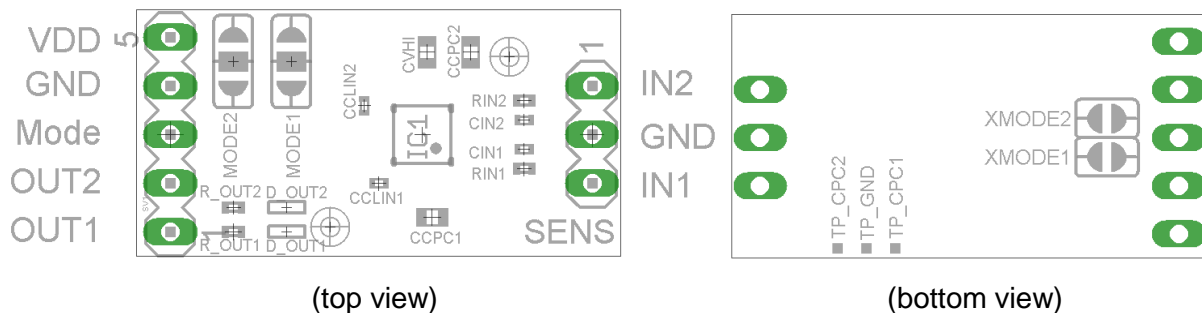 VDD
GND
Mode
OUT2
OUT1
5
MODE2
MODE1
R_OUT2
D_OUT2
R_OUT1
D_OUT1
1
CCLIN2
CVHI
CCPC2
IC1
CCLIN1
CCPC1
RIN2
CIN2
CIN1
RIN1
1
SENS
IN2
GND
IN1
XMODE2
XMODE1
TP_CPC2
TP_GND
TP_CPC1
(top view)
(bottom view)